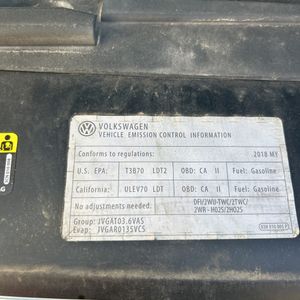 VOLKSWAGEN
VEHICLE EMISSION CONTROL INFORMATION
Conforms to regulations: 2018 MY
U.S. EPA: T3B70 LDT2 OBD: CA II Fuel: Gasoline
California: ULEV70 LDT OBD: CA II Fuel: Gasoline
No adjustments needed. DFI/2WU-TWC/2TWC/
2WR-HO2S/2HO2S
Group: JVGAT03.6VAS
Evap: JVGAR0135VC5